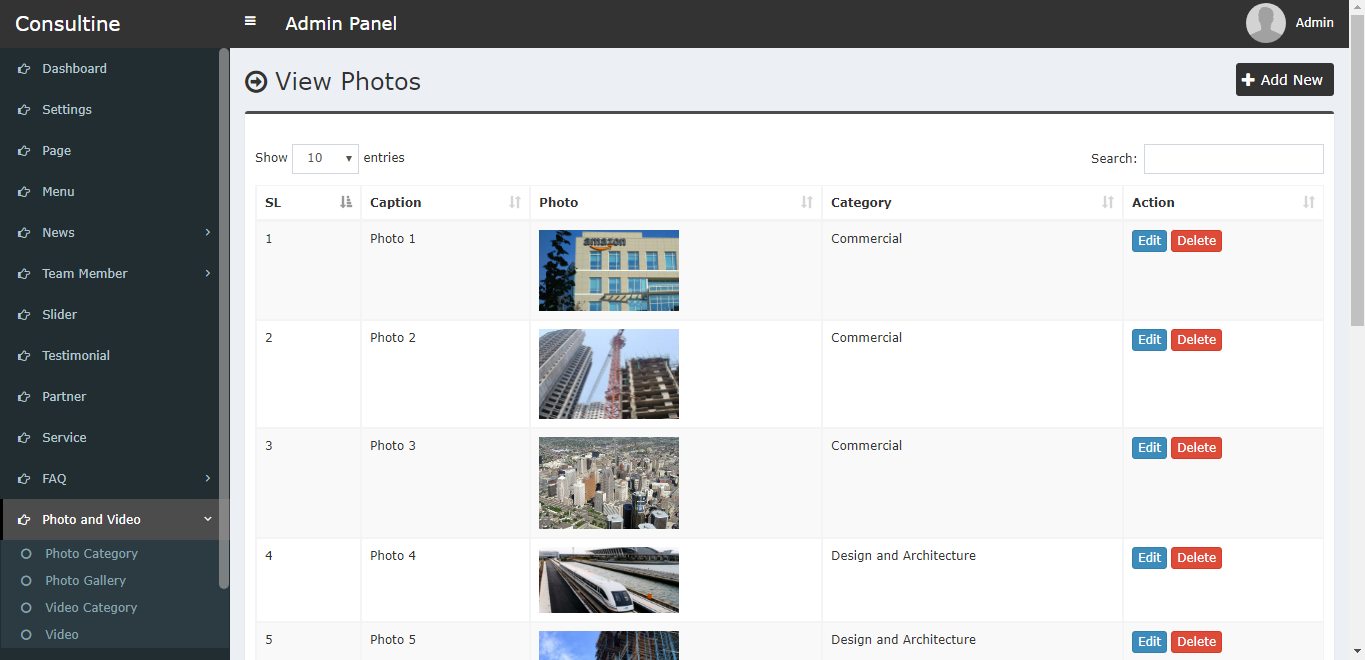 Consultine
Admin Panel
Admin
Dashboard
Settings
Page
Menu
News
Team Member
Slider
Testimonial
Partner
Service
FAQ
Photo and Video
Photo Category
Photo Gallery
Video Category
Video
View Photos
Add New
Show 10 entries
Search:
SL Caption Photo Category Action
1 Photo 1 amazon Commercial Edit Delete
2 Photo 2 Commercial Edit Delete
3 Photo 3 Commercial Edit Delete
4 Photo 4 Design and Architecture Edit Delete
5 Photo 5 Design and Architecture Edit Delete